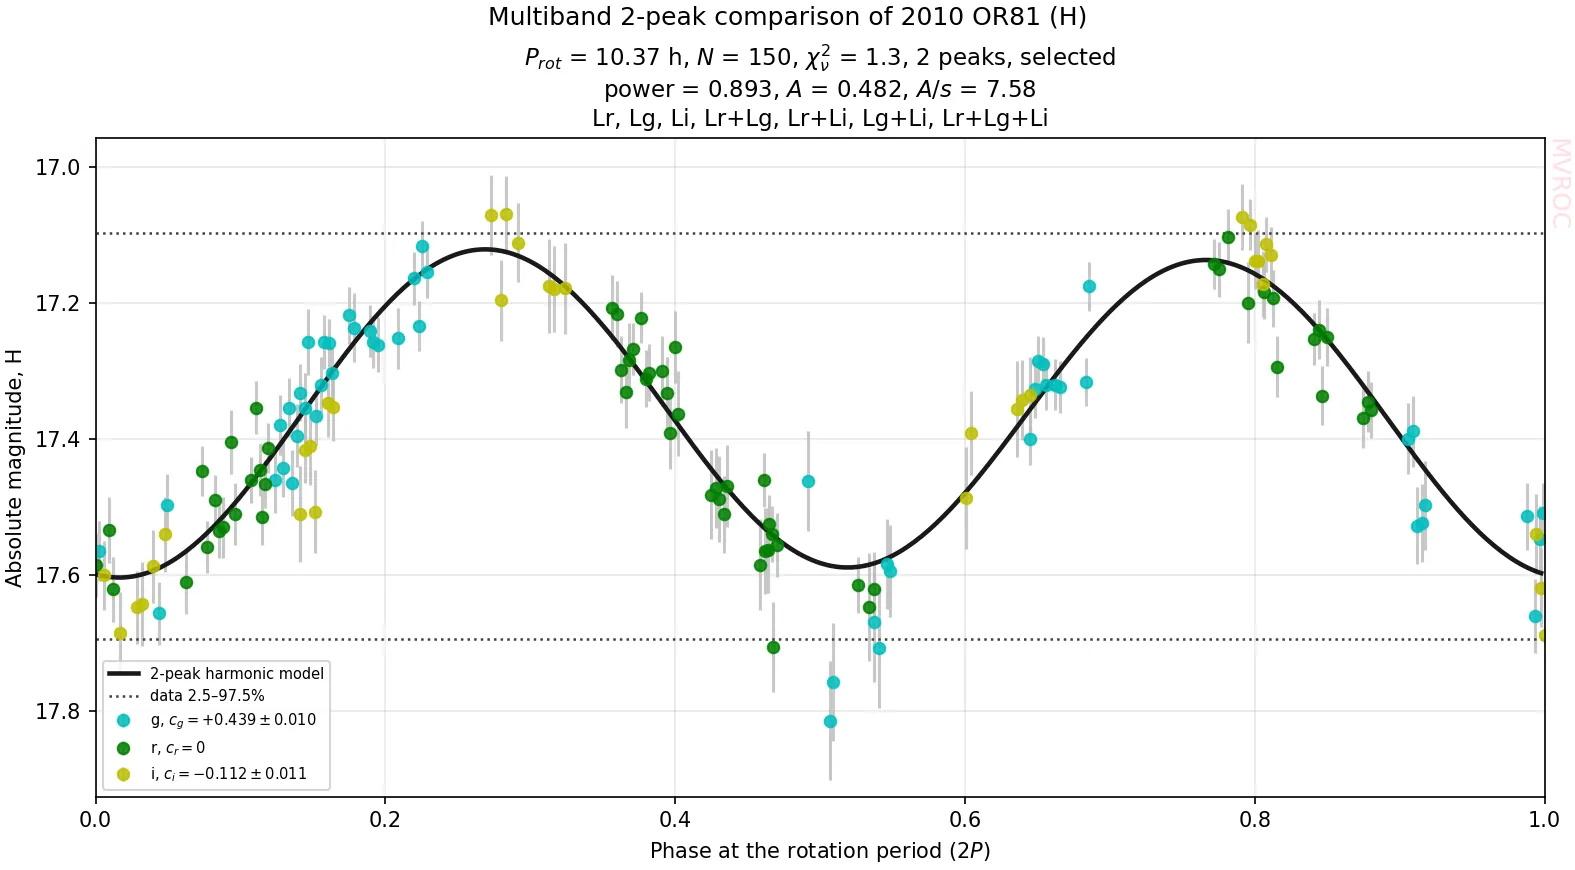 Multiband 2-peak comparison of 2010 OR81 (H)
P_rot = 10.37 h, N = 150, χ²_ν = 1.3, 2 peaks, selected
power = 0.893, A = 0.482, A/s = 7.58
Lr, Lg, Li, Lr+Lg, Lr+Li, Lg+Li, Lr+Lg+Li
MVROC
Absolute magnitude, H
17.0
17.2
17.4
17.6
17.8
2-peak harmonic model
data 2.5–97.5%
g, c_g = +0.439 ± 0.010
r, c_r = 0
i, c_i = −0.112 ± 0.011
0.0 0.2 0.4 0.6 0.8 1.0
Phase at the rotation period (2P)